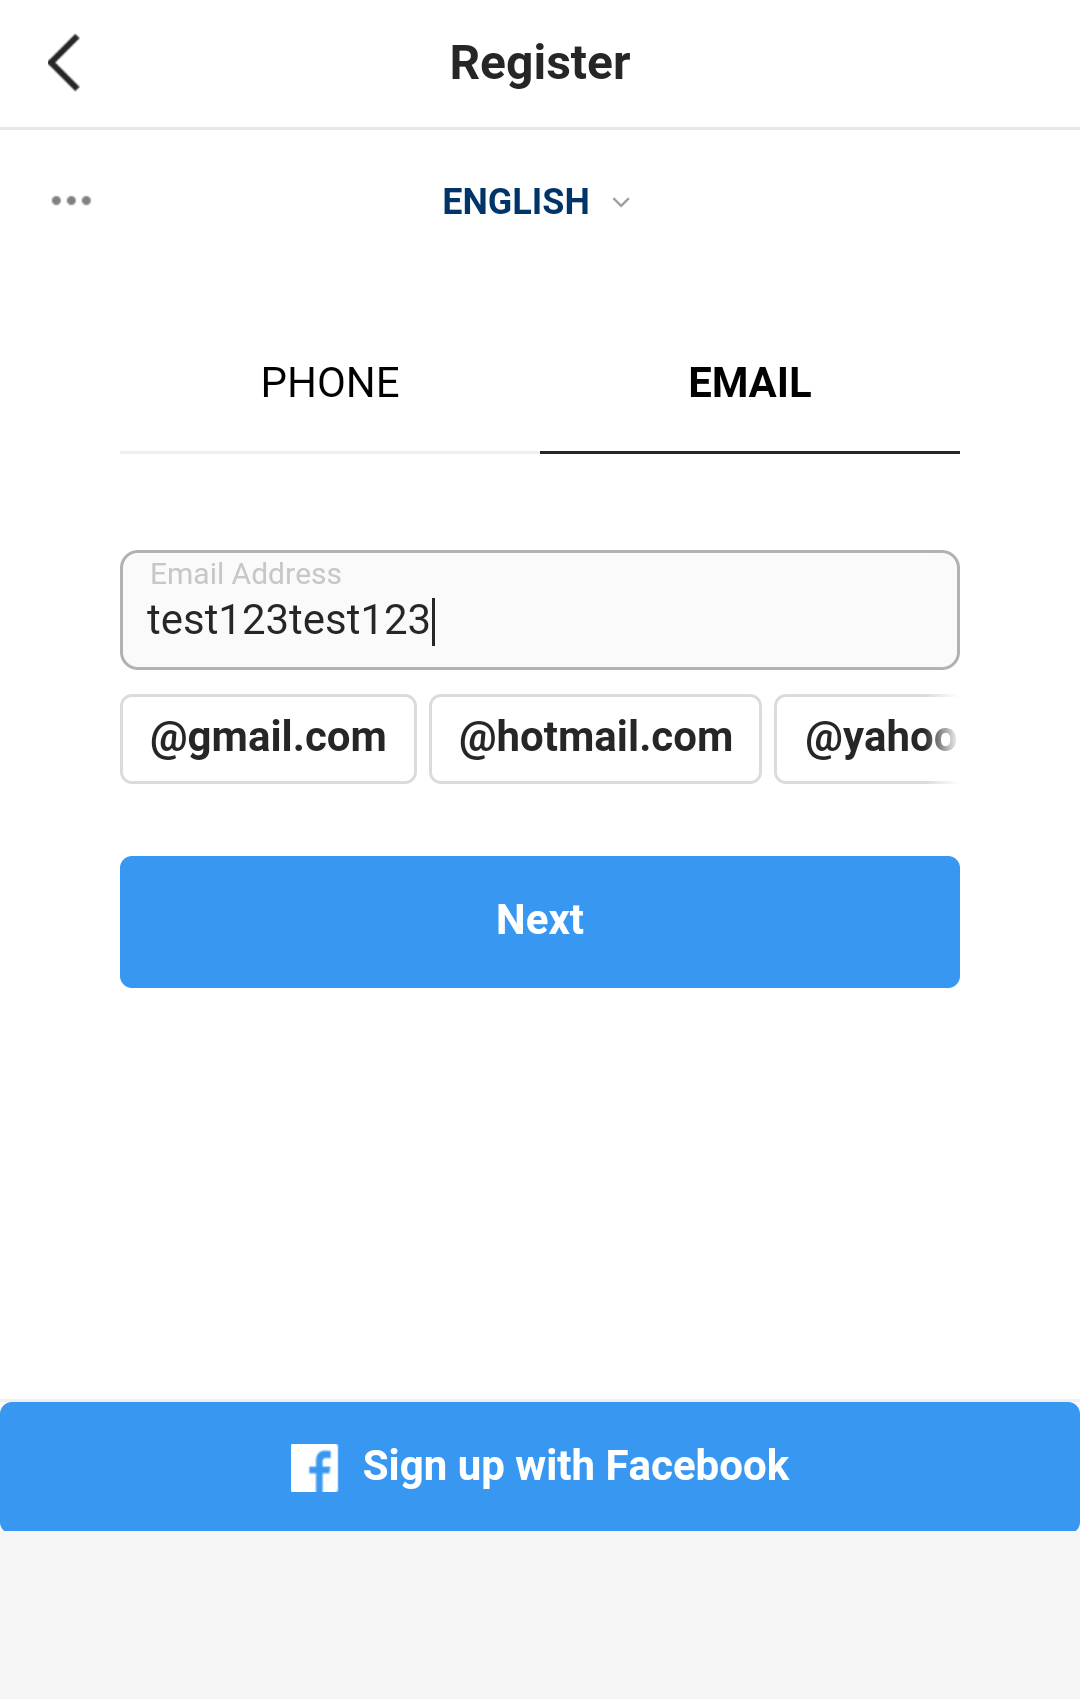 Register
ENGLISH
PHONE EMAIL
Email Address
test123test123
@gmail.com @hotmail.com @yahoo
Next
Sign up with Facebook